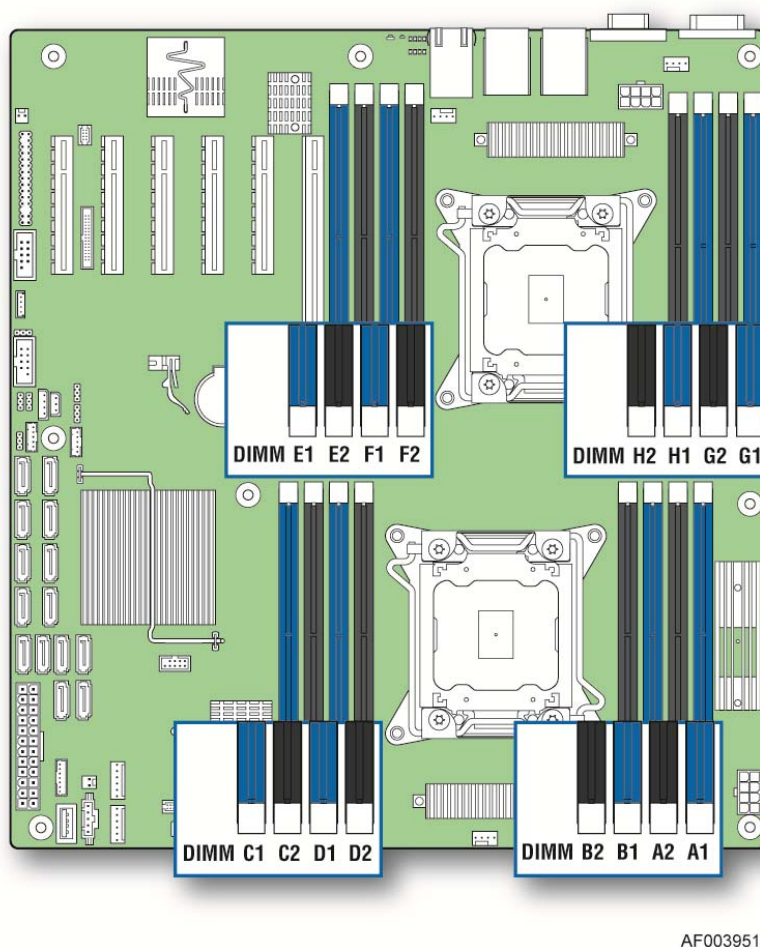 DIMM E1 E2 F1 F2
DIMM H2 H1 G2 G1
DIMM C1 C2 D1 D2
DIMM B2 B1 A2 A1
AF003951